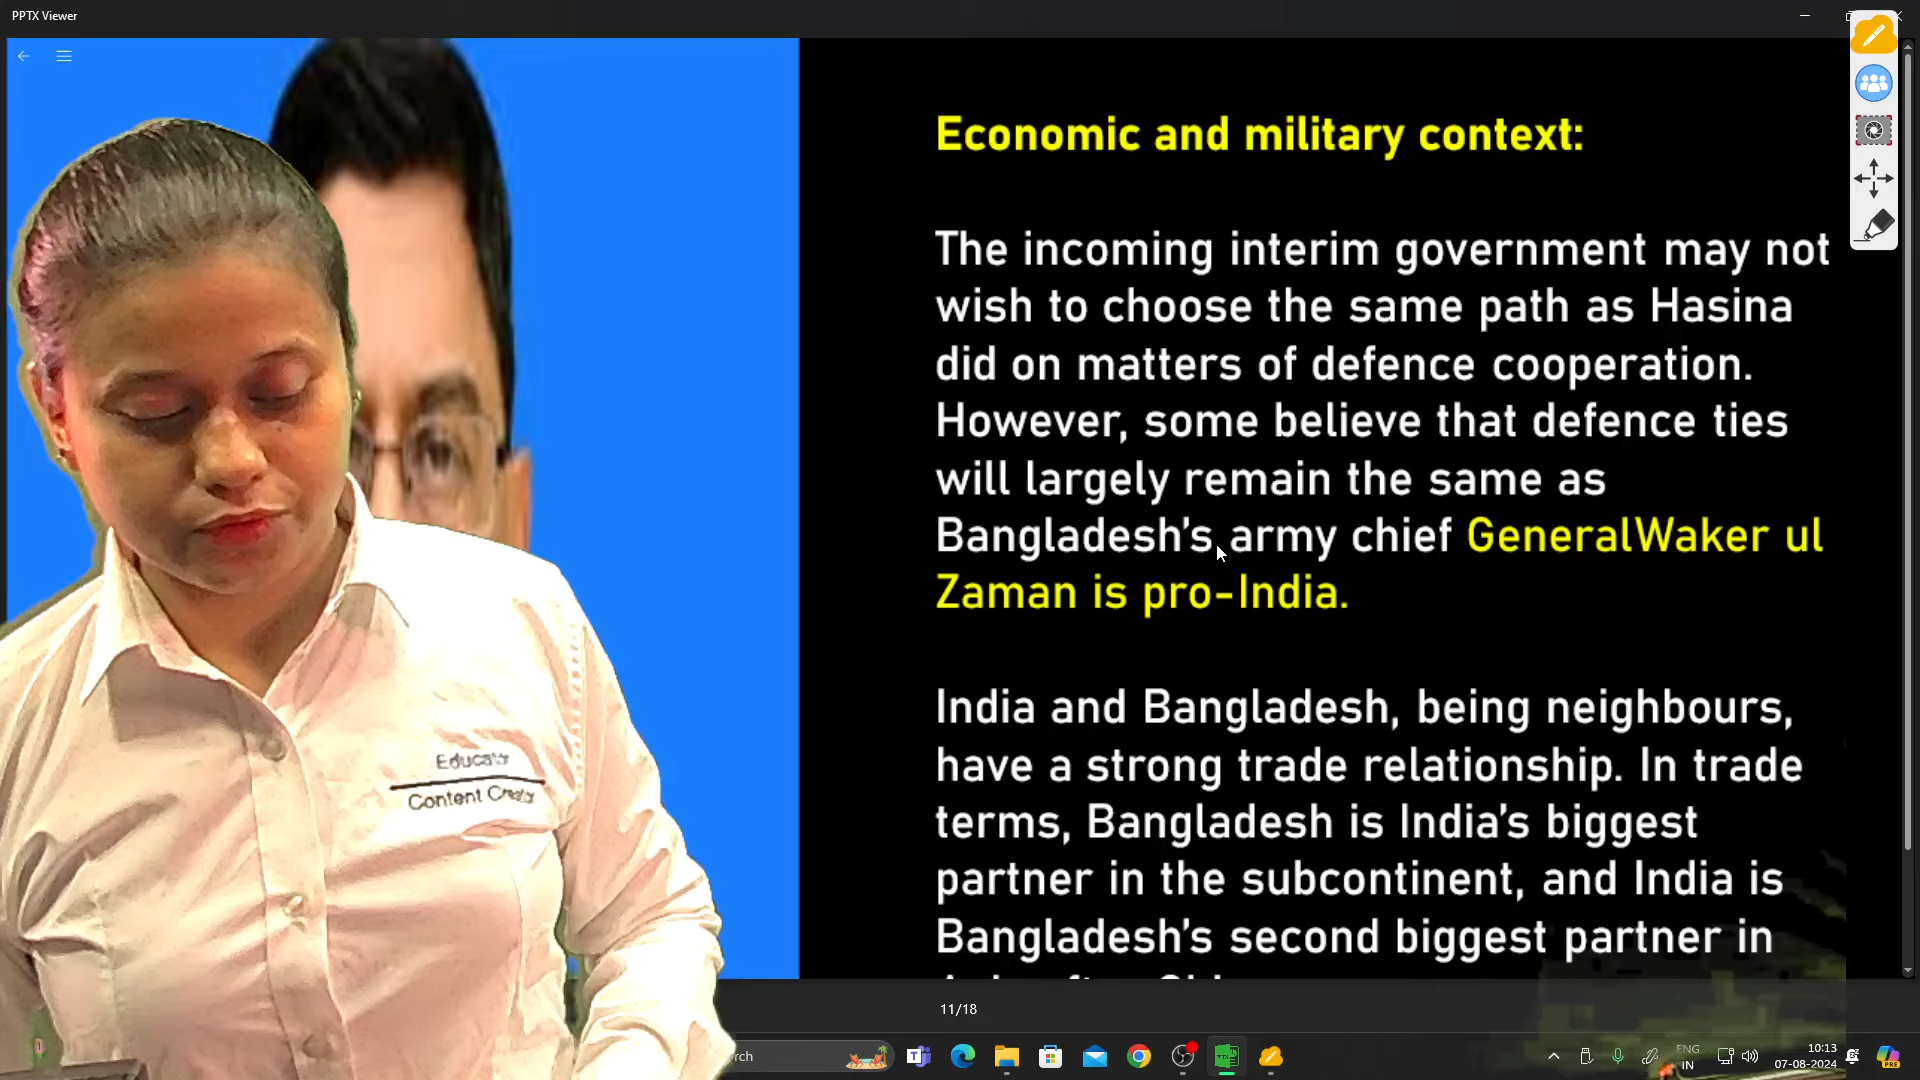 PPTX Viewer
Economic and military context:
The incoming interim government may not
wish to choose the same path as Hasina
did on matters of defence cooperation.
However, some believe that defence ties
will largely remain the same as
Bangladesh's army chief GeneralWaker ul
Zaman is pro-India.
India and Bangladesh, being neighbours,
have a strong trade relationship. In trade
terms, Bangladesh is India's biggest
partner in the subcontinent, and India is
Bangladesh's second biggest partner in
Educator
Content Creator
11/18
rch
ENG
IN
10:13
07-08-2024
PRE